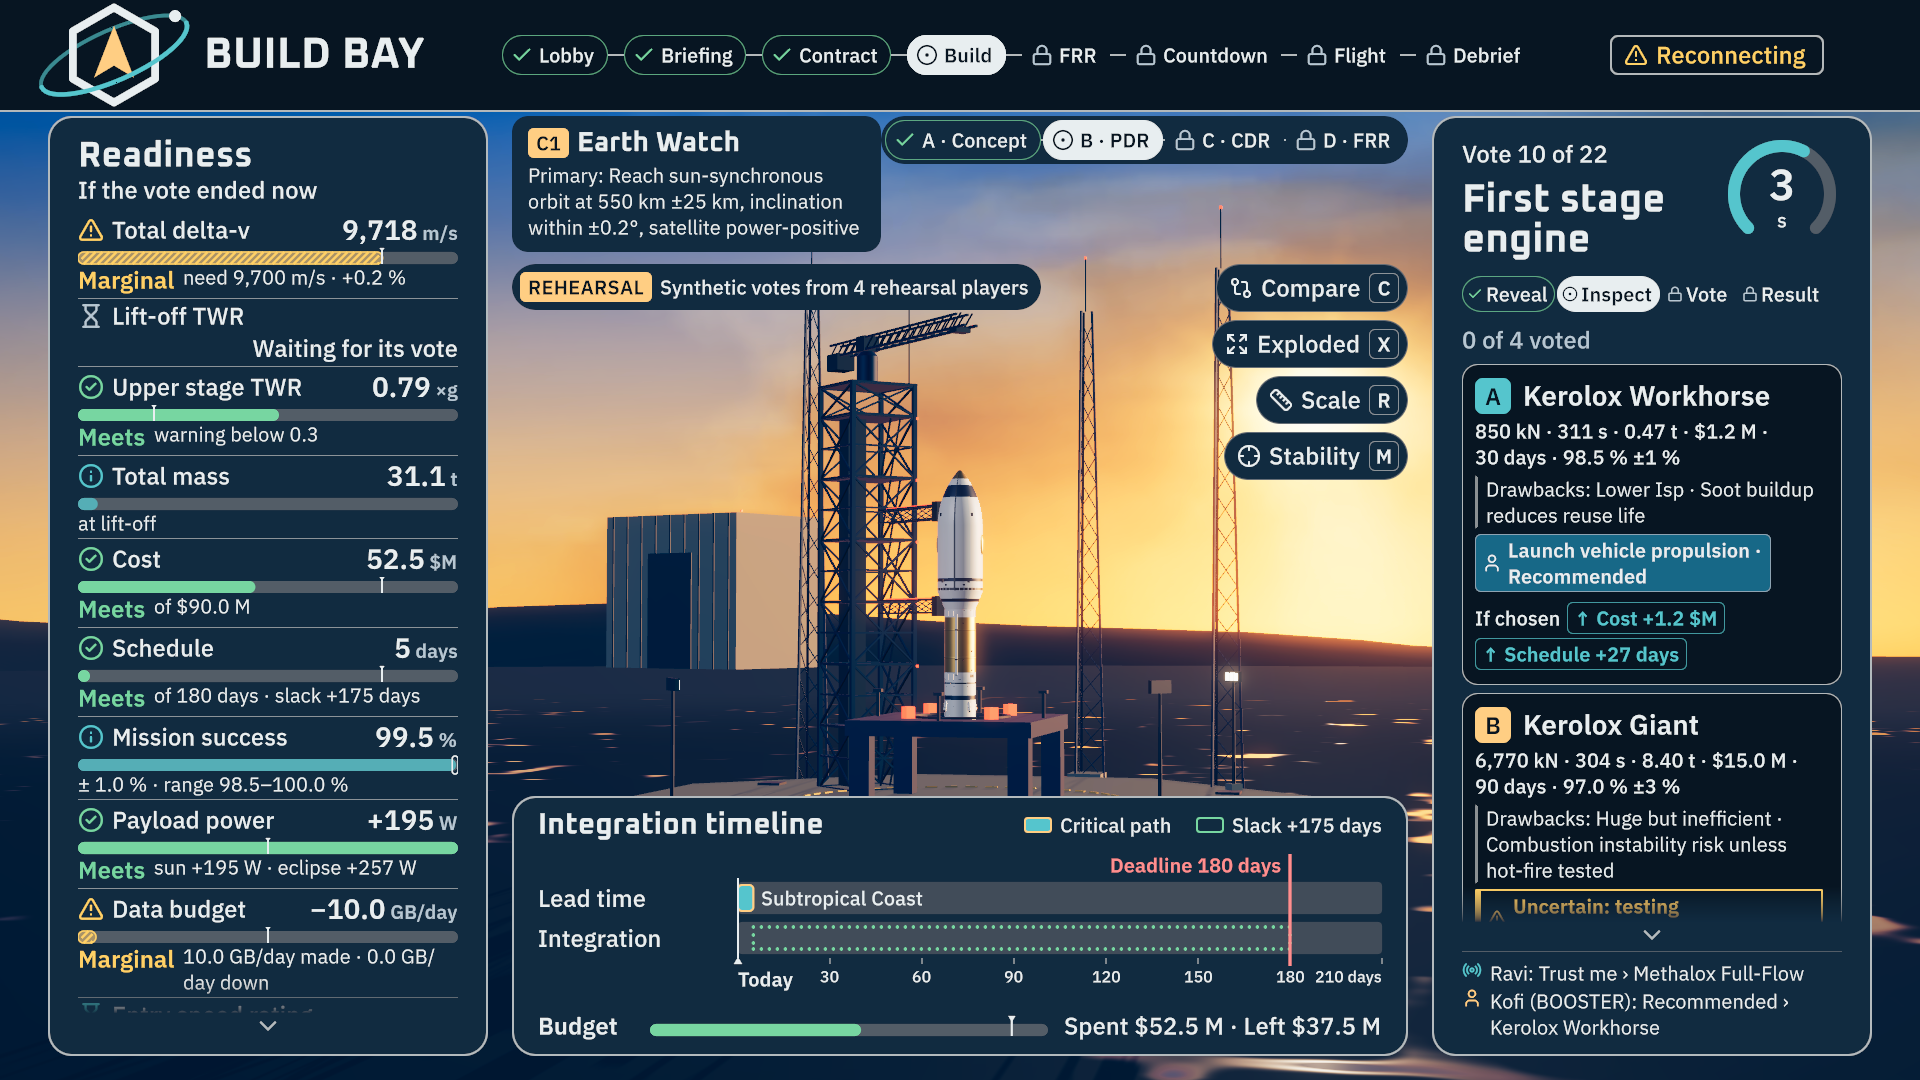 BUILD BAY
Lobby
Briefing
Contract
Build
FRR
Countdown
Flight
Debrief
Reconnecting
Readiness
If the vote ended now
Total delta-v 9,718 m/s
Marginal need 9,700 m/s · +0.2 %
Lift-off TWR
Waiting for its vote
Upper stage TWR 0.79 ×g
Meets warning below 0.3
Total mass 31.1 t
at lift-off
Cost 52.5 $M
Meets of $90.0 M
Schedule 5 days
Meets of 180 days · slack +175 days
Mission success 99.5 %
± 1.0 % · range 98.5–100.0 %
Payload power +195 W
Meets sun +195 W · eclipse +257 W
Data budget −10.0 GB/day
Marginal 10.0 GB/day made · 0.0 GB/
day down
Entry speed rating
C1 Earth Watch
Primary: Reach sun-synchronous
orbit at 550 km ±25 km, inclination
within ±0.2°, satellite power-positive
A · Concept
B · PDR
C · CDR
D · FRR
REHEARSAL Synthetic votes from 4 rehearsal players
Compare C
Exploded X
Scale R
Stability M
Integration timeline
Critical path
Slack +175 days
Deadline 180 days
Lead time
Subtropical Coast
Integration
Today 30 60 90 120 150 180 210 days
Budget
Spent $52.5 M · Left $37.5 M
Vote 10 of 22
First stage
engine
3
s
Reveal
Inspect
Vote
Result
0 of 4 voted
A Kerolox Workhorse
850 kN · 311 s · 0.47 t · $1.2 M ·
30 days · 98.5 % ±1 %
Drawbacks: Lower Isp · Soot buildup
reduces reuse life
Launch vehicle propulsion ·
Recommended
If chosen ↑ Cost +1.2 $M
↑ Schedule +27 days
B Kerolox Giant
6,770 kN · 304 s · 8.40 t · $15.0 M ·
90 days · 97.0 % ±3 %
Drawbacks: Huge but inefficient ·
Combustion instability risk unless
hot-fire tested
Uncertain: testing
Ravi: Trust me › Methalox Full-Flow
Kofi (BOOSTER): Recommended ›
Kerolox Workhorse